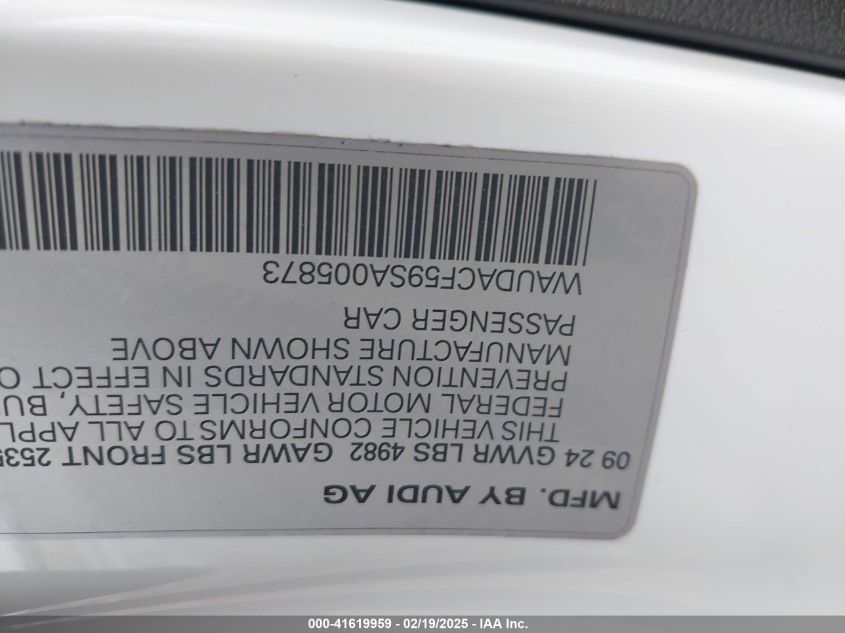 MFD. BY AUDI AG
09 24 GVWR LBS 4982 GAWR LBS FRONT 2535
THIS VEHICLE CONFORMS TO ALL APPL
FEDERAL MOTOR VEHICLE SAFETY, BU
PREVENTION STANDARDS IN EFFECT O
MANUFACTURE SHOWN ABOVE
PASSENGER CAR
WAUDACF59SA005873
000-41619959 - 02/19/2025 - IAA Inc.